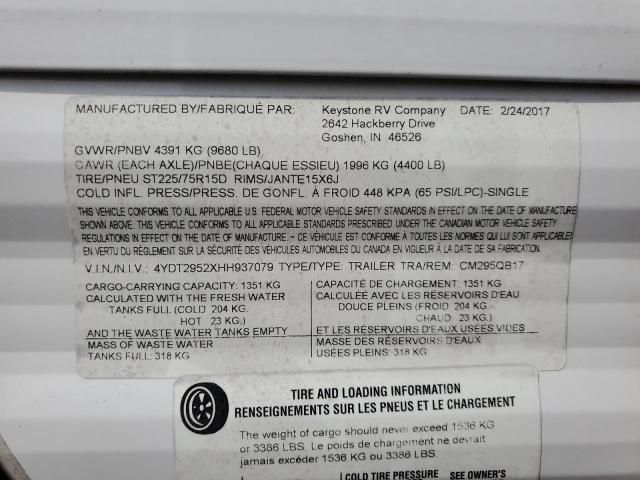 MANUFACTURED BY/FABRIQUÉ PAR: Keystone RV Company DATE: 2/24/2017
2642 Hackberry Drive
Goshen, IN 46526
GVWR/PNBV 4391 KG (9680 LB)
GAWR (EACH AXLE)/PNBE(CHAQUE ESSIEU) 1996 KG (4400 LB)
TIRE/PNEU ST225/75R15D RIMS/JANTE15X6J
COLD INFL. PRESS/PRESS. DE GONFL. À FROID 448 KPA (65 PSI/LPC)-SINGLE
THIS VEHICLE CONFORMS TO ALL APPLICABLE U.S. FEDERAL MOTOR VEHICLE SAFETY STANDARDS IN EFFECT ON THE DATE OF MANUFACTURE
SHOWN ABOVE. THIS VEHICLE CONFORMS TO ALL APPLICABLE STANDARDS PRESCRIBED UNDER THE CANADIAN MOTOR VEHICLE SAFETY
REGULATIONS IN EFFECT ON THE DATE OF MANUFACTURE - CE VÉHICULE EST CONFORME À TOUTES LES NORMES QUI LUI SONT APPLICABLES
EN VERTU DU RÈGLEMENT SUR LA SÉCURITÉ DES VÉHICULES AUTOMOBILES DU CANADA EN VIGUEUR À LA DATE DE SA FABRICATION.
V.I.N./N.I.V.: 4YDT2952XHH937079 TYPE/TYPE: TRAILER TRA/REM: CM295QB17
CARGO-CARRYING CAPACITY: 1351 KG
CALCULATED WITH THE FRESH WATER
TANKS FULL (COLD 204 KG.
HOT 23 KG.)
AND THE WASTE WATER TANKS EMPTY
MASS OF WASTE WATER
TANKS FULL: 318 KG
CAPACITÉ DE CHARGEMENT: 1351 KG
CALCULÉE AVEC LES RÉSERVOIRS D'EAU
DOUCE PLEINS (FROID 204 KG.
CHAUD 23 KG.)
ET LES RÉSERVOIRS D'EAUX USÉES VIDES
MASSE DES RÉSERVOIRS D'EAUX
USÉES PLEINS: 318 KG
TIRE AND LOADING INFORMATION
RENSEIGNEMENTS SUR LES PNEUS ET LE CHARGEMENT
The weight of cargo should never exceed 1536 KG
or 3386 LBS. Le poids de chargement ne devrait
jamais excéder 1536 KG ou 3386 LBS.
COLD TIRE PRESSURE SEE OWNER'S